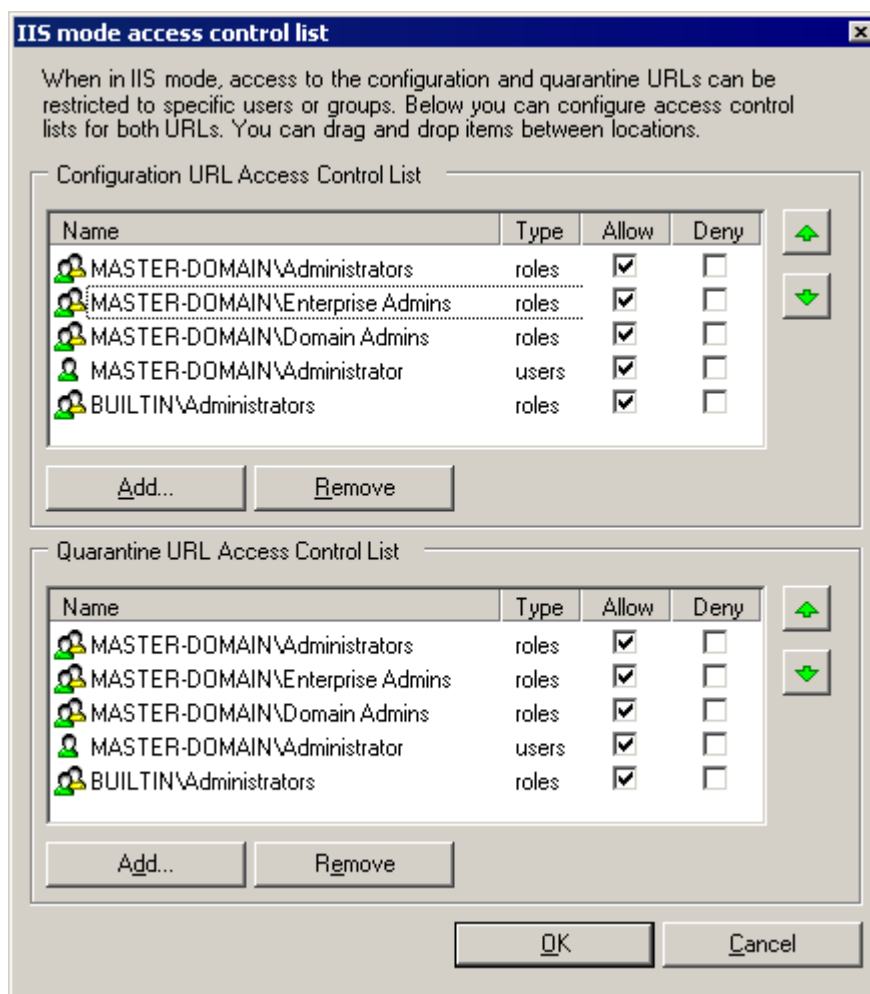 IIS mode access control list
When in IIS mode, access to the configuration and quarantine URLs can be
restricted to specific users or groups. Below you can configure access control
lists for both URLs. You can drag and drop items between locations.
Configuration URL Access Control List
Name Type Allow Deny
MASTER-DOMAIN\Administrators roles
MASTER-DOMAIN\Enterprise Admins roles
MASTER-DOMAIN\Domain Admins roles
MASTER-DOMAIN\Administrator users
BUILTIN\Administrators roles
Add... Remove
Quarantine URL Access Control List
Name Type Allow Deny
MASTER-DOMAIN\Administrators roles
MASTER-DOMAIN\Enterprise Admins roles
MASTER-DOMAIN\Domain Admins roles
MASTER-DOMAIN\Administrator users
BUILTIN\Administrators roles
Add... Remove
OK Cancel